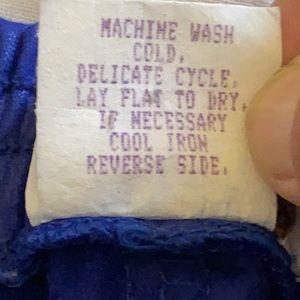 MACHINE WASH
COLD,
DELICATE CYCLE,
LAY FLAT TO DRY,
IF NECESSARY
COOL IRON
REVERSE SIDE.